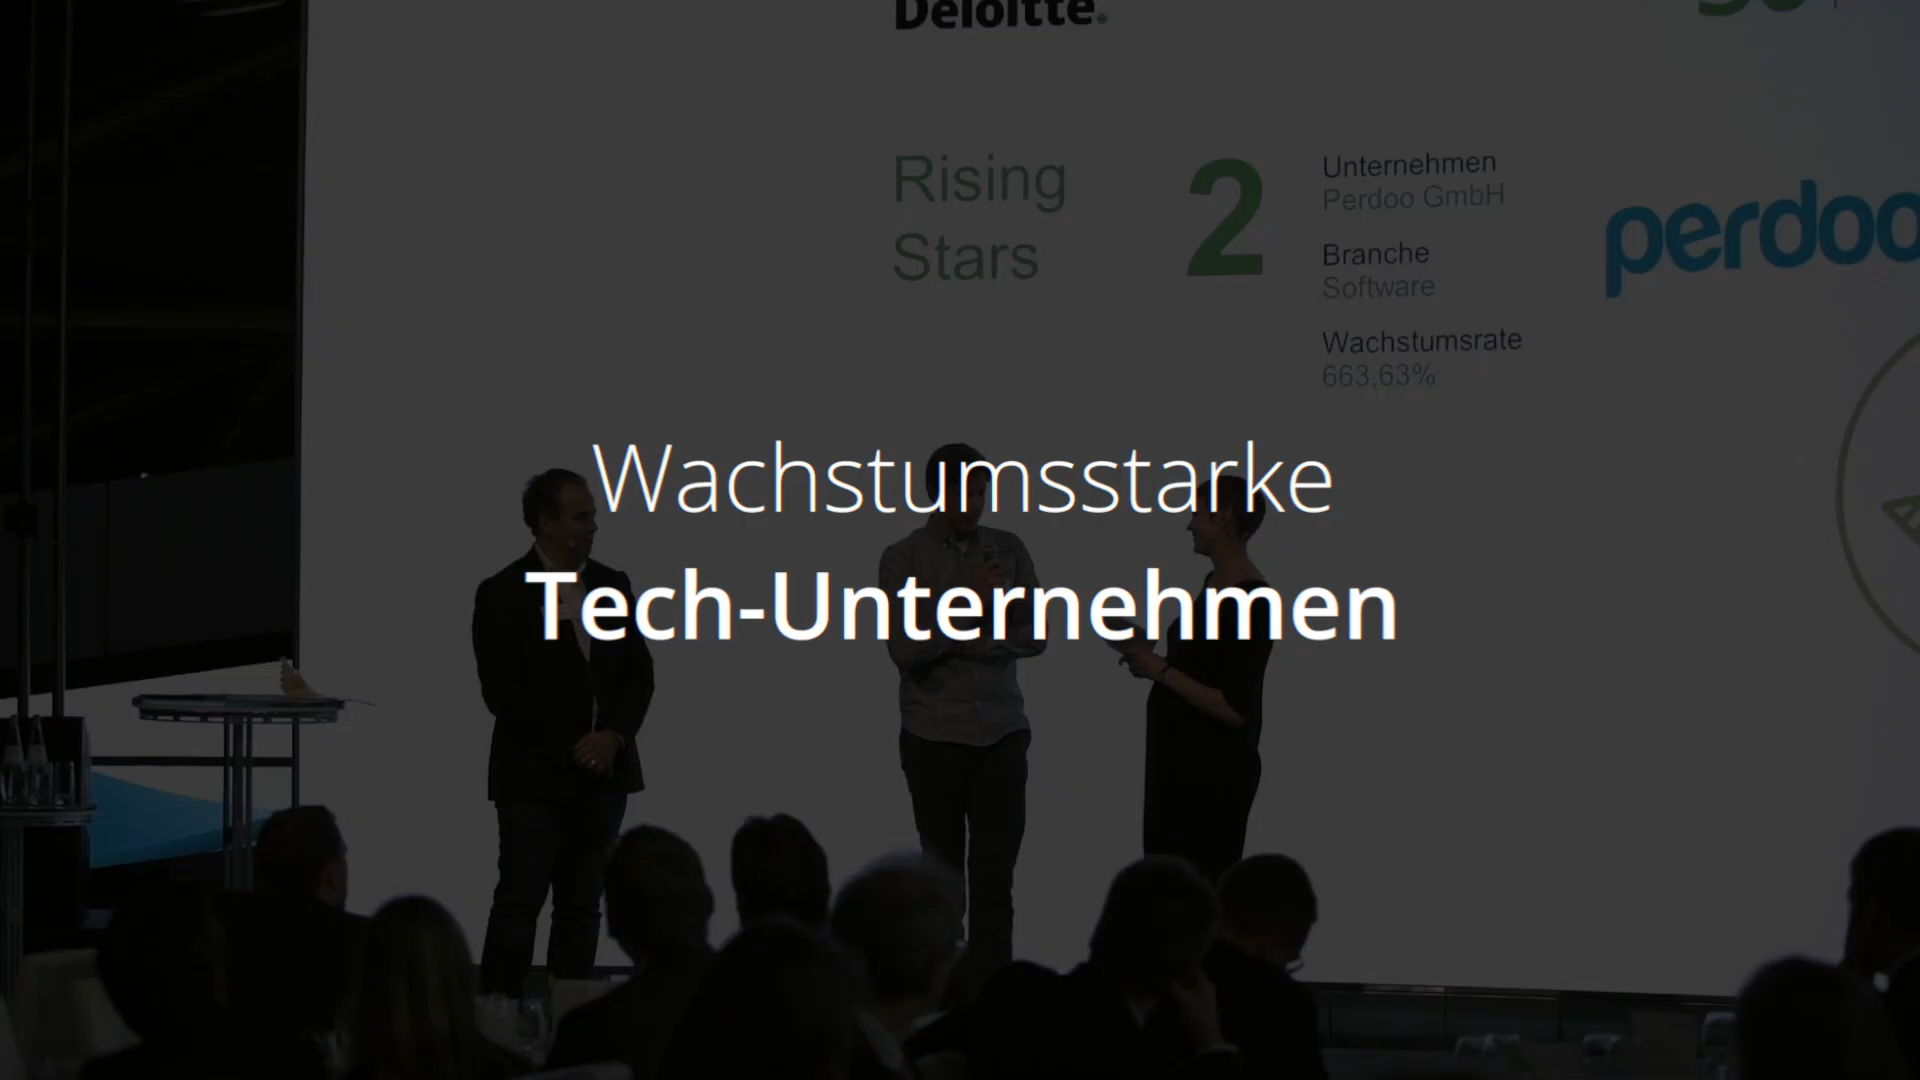 Deloitte.
Rising
Stars
2
Unternehmen
Perdoo GmbH
Branche
Software
Wachstumsrate
663,63%
perdoo
Wachstumsstarke
Tech-Unternehmen